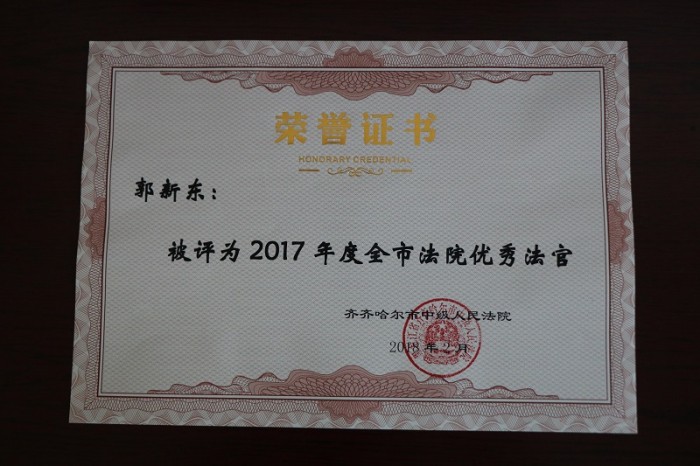 荣誉证书
HONORARY CREDENTIAL
郭新东：
被评为2017年度全市法院优秀法官
齐齐哈尔市中级人民法院
2018年2月